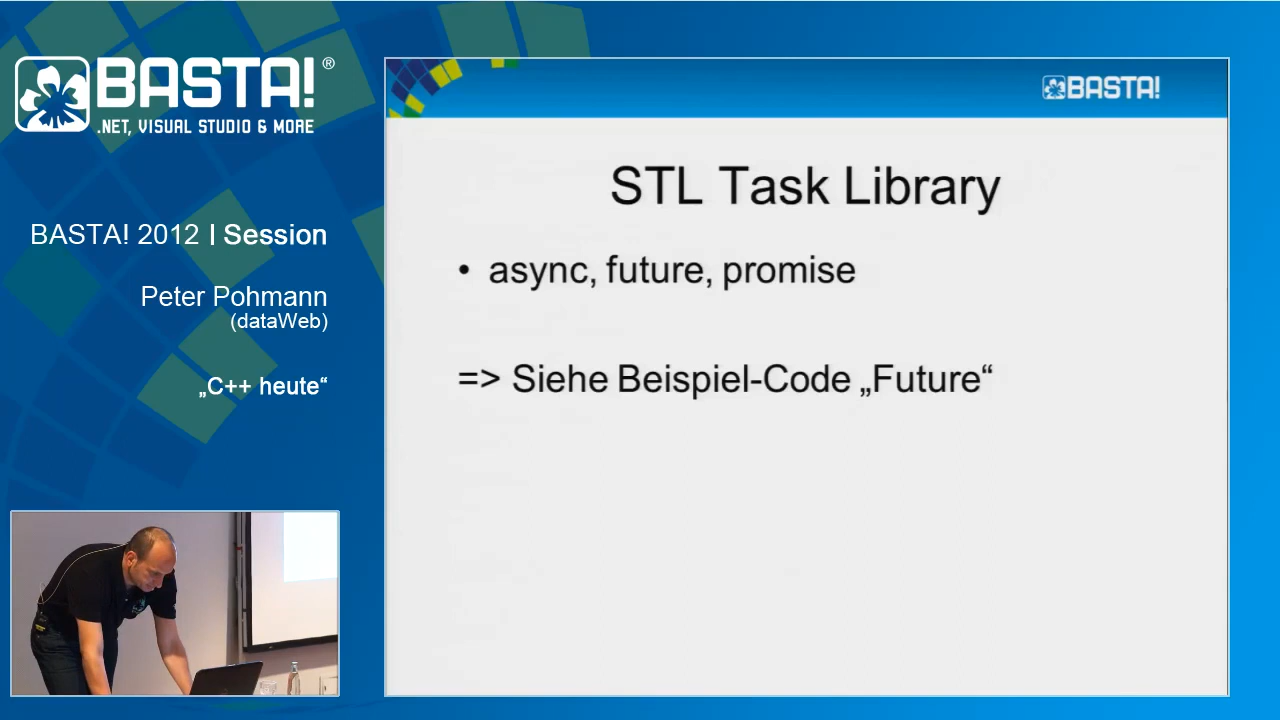 BASTA!®
.NET, VISUAL STUDIO & MORE
BASTA! 2012 | Session
Peter Pohmann
(dataWeb)
„C++ heute“
BASTA!
STL Task Library
• async, future, promise
=> Siehe Beispiel-Code „Future“